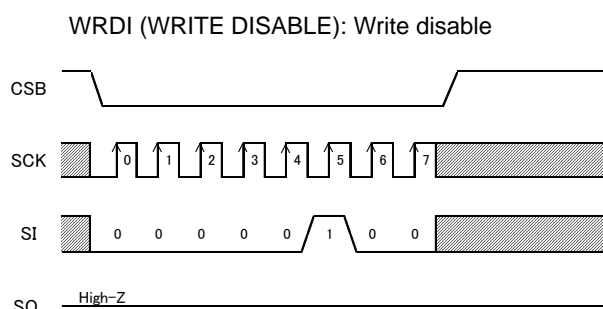 WRDI (WRITE DISABLE): Write disable
CSB
SCK
0 1 2 3 4 5 6 7
SI
0 0 0 0 0 1 0 0
High-Z
SO